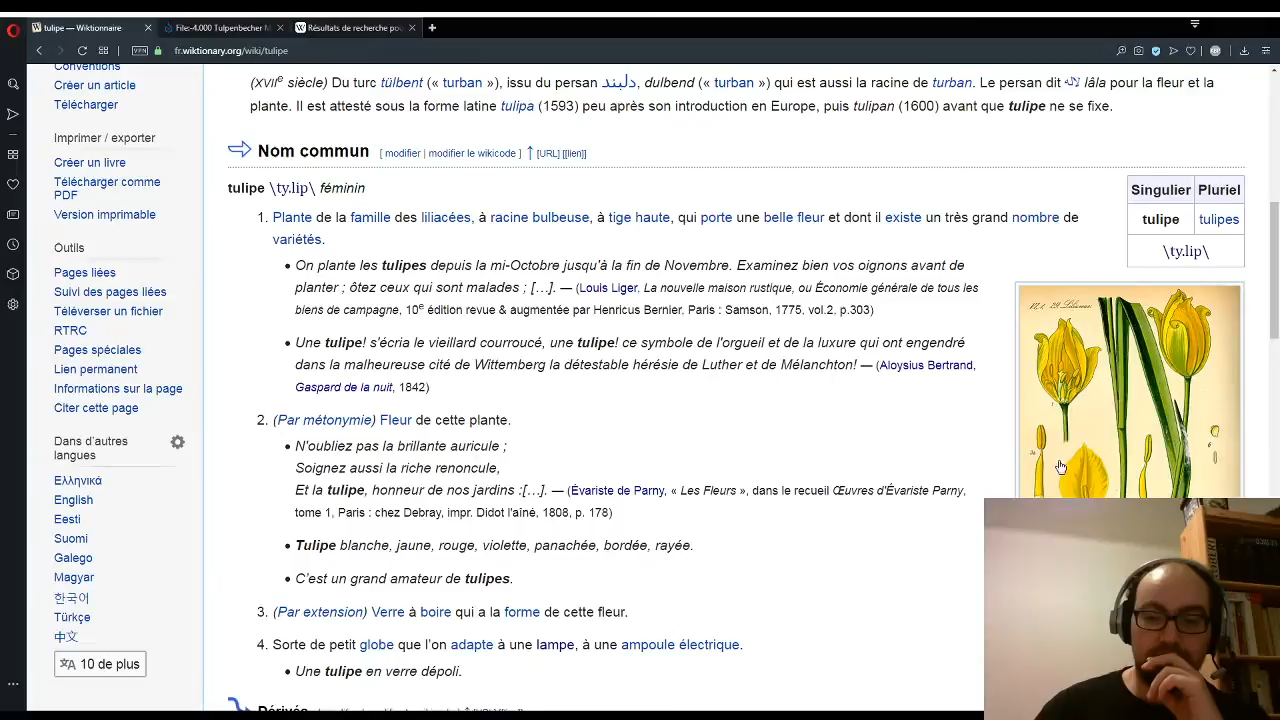 tulipe — Wiktionnaire
File:-4.000 Tulpenbecher M
Résultats de recherche pou
VPN
fr.wiktionary.org/wiki/tulipe
Conventions
Créer un article
Télécharger
Imprimer / exporter
Créer un livre
Télécharger comme
PDF
Version imprimable
Outils
Pages liées
Suivi des pages liées
Téléverser un fichier
RTRC
Pages spéciales
Lien permanent
Informations sur la page
Citer cette page
Dans d’autres
langues
Ελληνικά
English
Eesti
Suomi
Galego
Magyar
한국어
Türkçe
中文
10 de plus
(XVIIe siècle) Du turc tülbent (« turban »), issu du persan دلبند, dulbend (« turban ») qui est aussi la racine de turban. Le persan dit لاله lâla pour la fleur et la
plante. Il est attesté sous la forme latine tulipa (1593) peu après son introduction en Europe, puis tulipan (1600) avant que tulipe ne se fixe.
Nom commun [ modifier | modifier le wikicode ] ↑ [URL] [[lien]]
tulipe \ty.lip\ féminin
1. Plante de la famille des liliacées, à racine bulbeuse, à tige haute, qui porte une belle fleur et dont il existe un très grand nombre de
variétés.
• On plante les tulipes depuis la mi-Octobre jusqu'à la fin de Novembre. Examinez bien vos oignons avant de
planter ; ôtez ceux qui sont malades ; […]. — (Louis Liger, La nouvelle maison rustique, ou Économie générale de tous les
biens de campagne, 10e édition revue & augmentée par Henricus Bernier, Paris : Samson, 1775, vol.2, p.303)
• Une tulipe! s'écria le vieillard courroucé, une tulipe! ce symbole de l'orgueil et de la luxure qui ont engendré
dans la malheureuse cité de Wittemberg la détestable hérésie de Luther et de Mélanchton! — (Aloysius Bertrand,
Gaspard de la nuit, 1842)
2. (Par métonymie) Fleur de cette plante.
• N'oubliez pas la brillante auricule ;
Soignez aussi la riche renoncule,
Et la tulipe, honneur de nos jardins :[…]. — (Évariste de Parny, « Les Fleurs », dans le recueil Œuvres d'Évariste Parny,
tome 1, Paris : chez Debray, impr. Didot l'aîné, 1808, p. 178)
• Tulipe blanche, jaune, rouge, violette, panachée, bordée, rayée.
• C’est un grand amateur de tulipes.
3. (Par extension) Verre à boire qui a la forme de cette fleur.
4. Sorte de petit globe que l’on adapte à une lampe, à une ampoule électrique.
• Une tulipe en verre dépoli.
Dérivés
Singulier Pluriel
tulipe tulipes
\ty.lip\